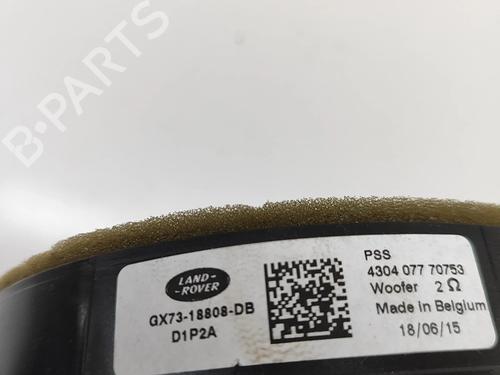 B-PARTS
LAND-
-ROVER
GX73-18808-DB
D1P2A
PSS
4304 077 70753
Woofer 2 Ω
Made in Belgium
18/06/15